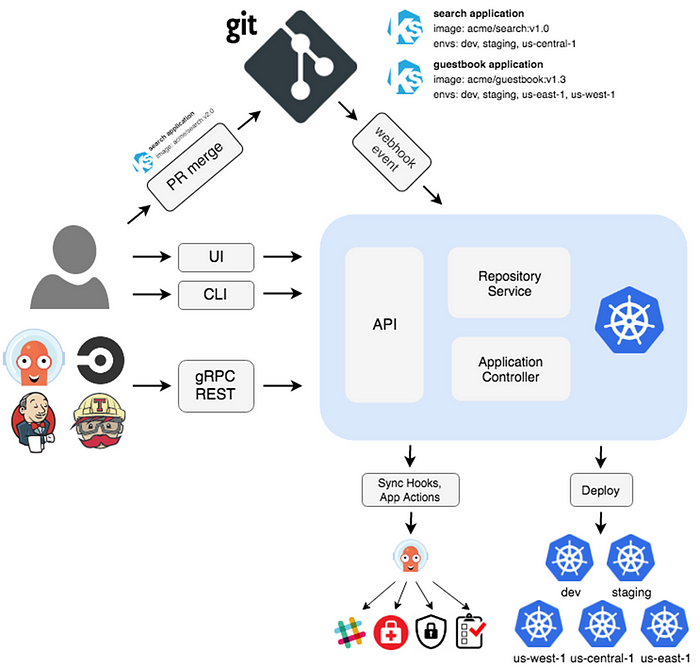 git
search application
image: acme/search:v1.0
envs: dev, staging, us-central-1
guestbook application
image: acme/guestbook:v1.3
envs: dev, staging, us-east-1, us-west-1
KS
KS
search application
image: acme/search:v2.0
KS
PR merge
webhook
event
UI
CLI
gRPC
REST
T
API
Repository
Service
Application
Controller
Sync Hooks,
App Actions
Deploy
dev
staging
us-west-1
us-central-1
us-east-1